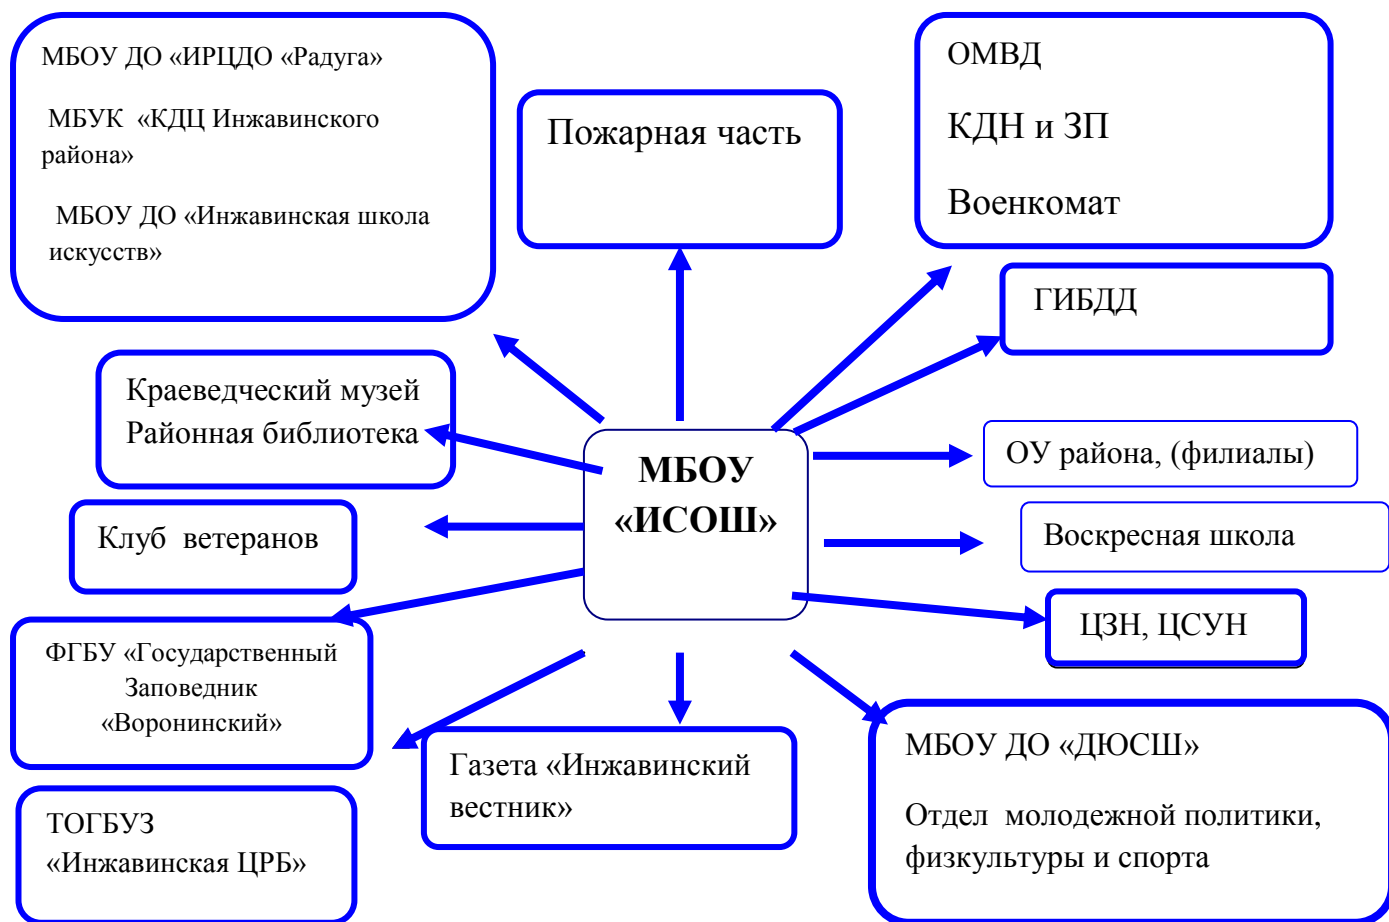 МБОУ ДО «ИРЦДО «Радуга»
МБУК «КДЦ Инжавинского
района»
МБОУ ДО «Инжавинская школа
искусств»
Пожарная часть
ОМВД
КДН и ЗП
Военкомат
ГИБДД
Краеведческий музей
Районная библиотека
МБОУ
«ИСОШ»
ОУ района, (филиалы)
Клуб ветеранов
Воскресная школа
ЦЗН, ЦСУН
ФГБУ «Государственный
Заповедник
«Воронинский»
Газета «Инжавинский
вестник»
МБОУ ДО «ДЮСШ»
Отдел молодежной политики,
физкультуры и спорта
ТОГБУЗ
«Инжавинская ЦРБ»